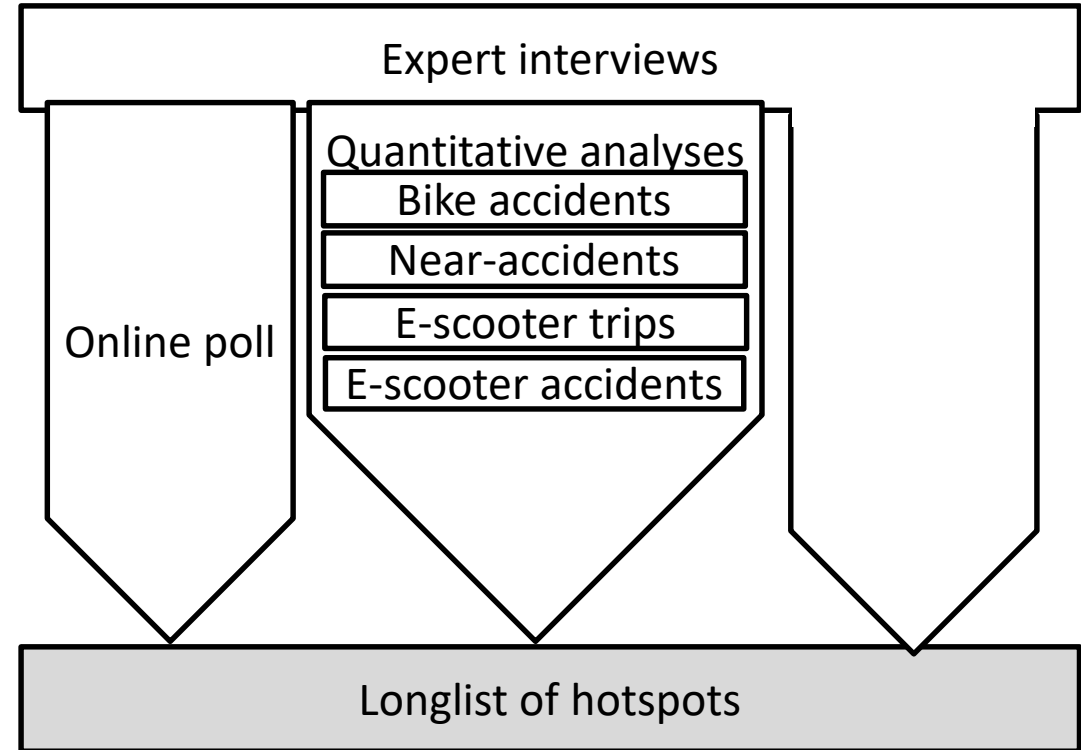 Expert interviews
Quantitative analyses
Bike accidents
Near-accidents
E-scooter trips
E-scooter accidents
Online poll
Longlist of hotspots